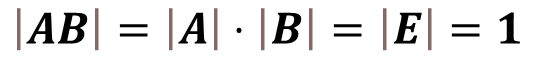 |AB| = |A| · |B| = |E| = 1